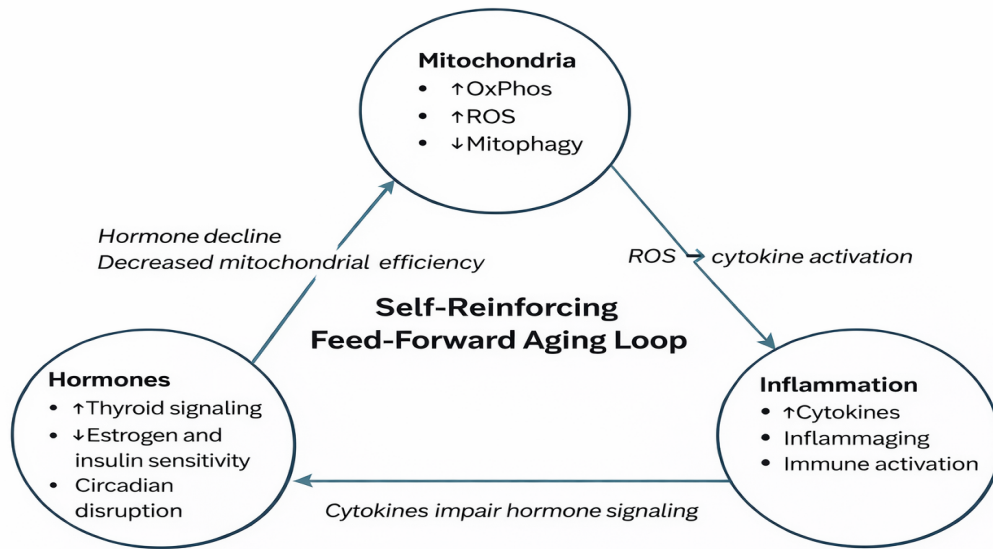 Mitochondria
• ↑OxPhos
• ↑ROS
• ↓Mitophagy
Hormone decline
Decreased mitochondrial efficiency
ROS → cytokine activation
Self-Reinforcing
Feed-Forward Aging Loop
Hormones
• ↑Thyroid signaling
• ↓Estrogen and
insulin sensitivity
• Circadian
disruption
Inflammation
• ↑Cytokines
• Inflammaging
• Immune activation
Cytokines impair hormone signaling